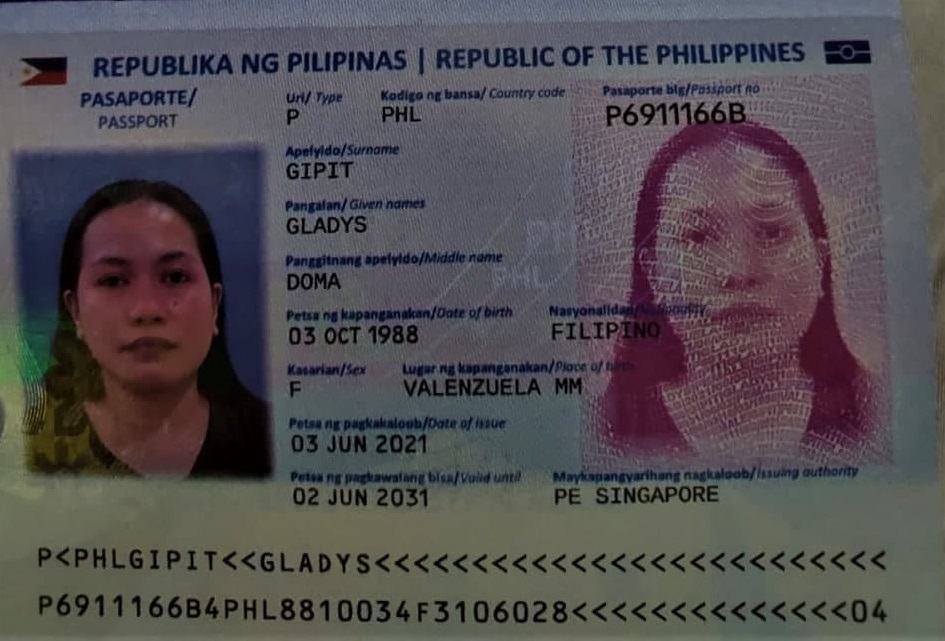 REPUBLIKA NG PILIPINAS | REPUBLIC OF THE PHILIPPINES
PASAPORTE/
PASSPORT
Uri/ Type
P
Kodigo ng bansa/ Country code
PHL
Pasaporte blg/Passport no
P6911166B
Apelyido/Surname
GIPIT
Pangalan/ Given names
GLADYS
Panggitnang apelyido/Middle name
DOMA
Petsa ng kapanganakan/Date of birth
03 OCT 1988
Nasyonalidad/Nationality
FILIPINO
Kasarian/Sex
F
Lugar ng kapanganakan/Place of birth
VALENZUELA MM
Petsa ng pagkakaloob/Date of issue
03 JUN 2021
Petsa ng pagkawalang bisa/Valid until
02 JUN 2031
Maykapangyarihang nagkaloob/Issuing authority
PE SINGAPORE
PHL
P<PHLGIPIT<<GLADYS<<<<<<<<<<<<<<<<<<<<<<<<<<
P6911166B4PHL8810034F3106028<<<<<<<<<<<<<<04